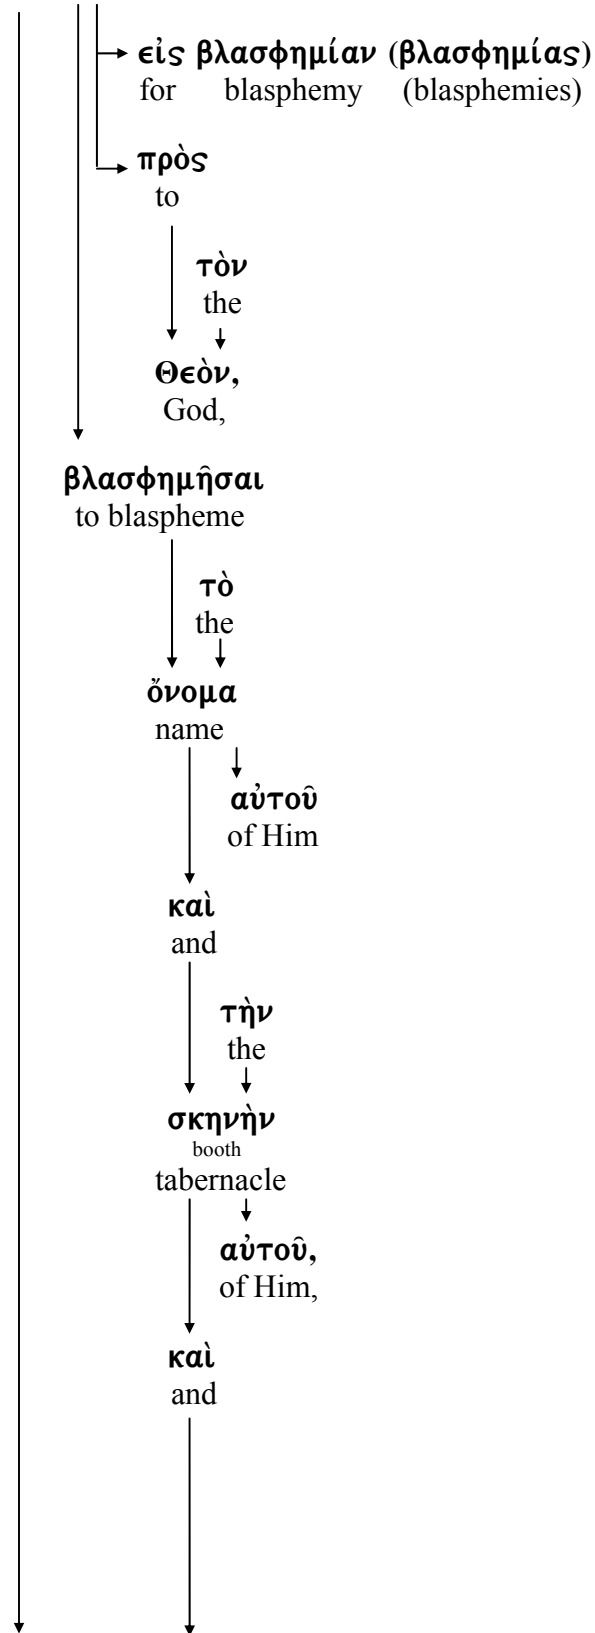 εἰς βλασφημίαν (βλασφημίας)
for blasphemy (blasphemies)
πρὸς
to
τὸν
the
Θεὸν,
God,
βλασφημῆσαι
to blaspheme
τὸ
the
ὄνομα
name
αὐτοῦ
of Him
καὶ
and
τὴν
the
σκηνὴν
booth
tabernacle
αὐτοῦ,
of Him,
καὶ
and